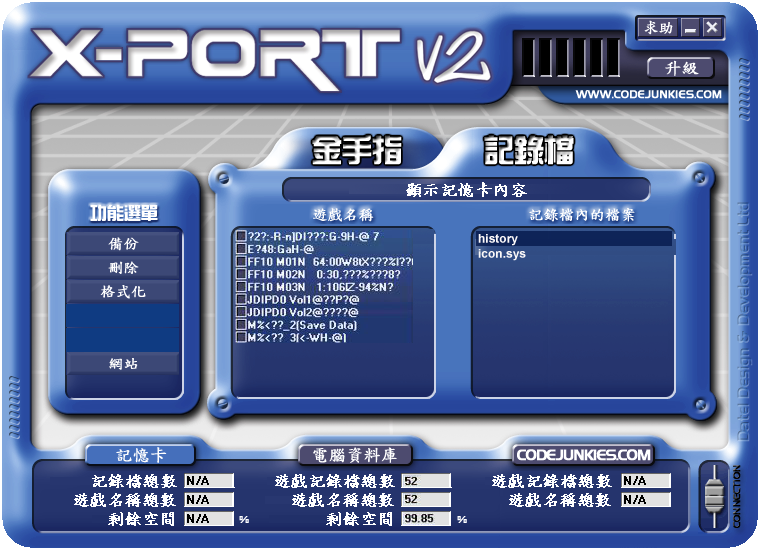 X-PORT V2
求助
升級
WWW.CODEJUNKIES.COM
金手指
記錄檔
顯示記憶卡內容
功能選單
備份
刪除
格式化
網站
遊戲名稱
?2?:-R-n]DI???:G-9H-@ 7
E?48:GaH-@
FF10 M01N 64:00W8tX???%I??(
FF10 M02N 0:30,???%???8?
FF10 M03N 1:106IZ-94%N?
JDIPD0 Vol1@??P?@
JDIPD0 Vol2@????@
M%<??_2(Save Data)
M%<??_3(<-WH-@)
記錄檔內的檔案
history
icon.sys
Datel Design & Development Ltd
記憶卡
記錄檔總數 N/A
遊戲名稱總數 N/A
剩餘空間 N/A %
電腦資料庫
遊戲記錄檔總數 52
遊戲名稱總數 52
剩餘空間 99.85 %
CODEJUNKIES.COM
遊戲記錄檔總數 N/A
遊戲名稱總數 N/A
CONNECTION